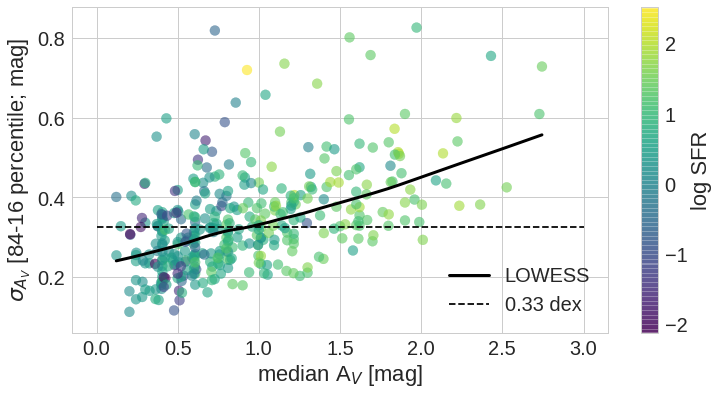 0.8
0.6
0.4
0.2
σ_{A_V} [84-16 percentile; mag]
0.0 0.5 1.0 1.5 2.0 2.5 3.0
median A_V [mag]
LOWESS
0.33 dex
2
1
0
−1
−2
log SFR